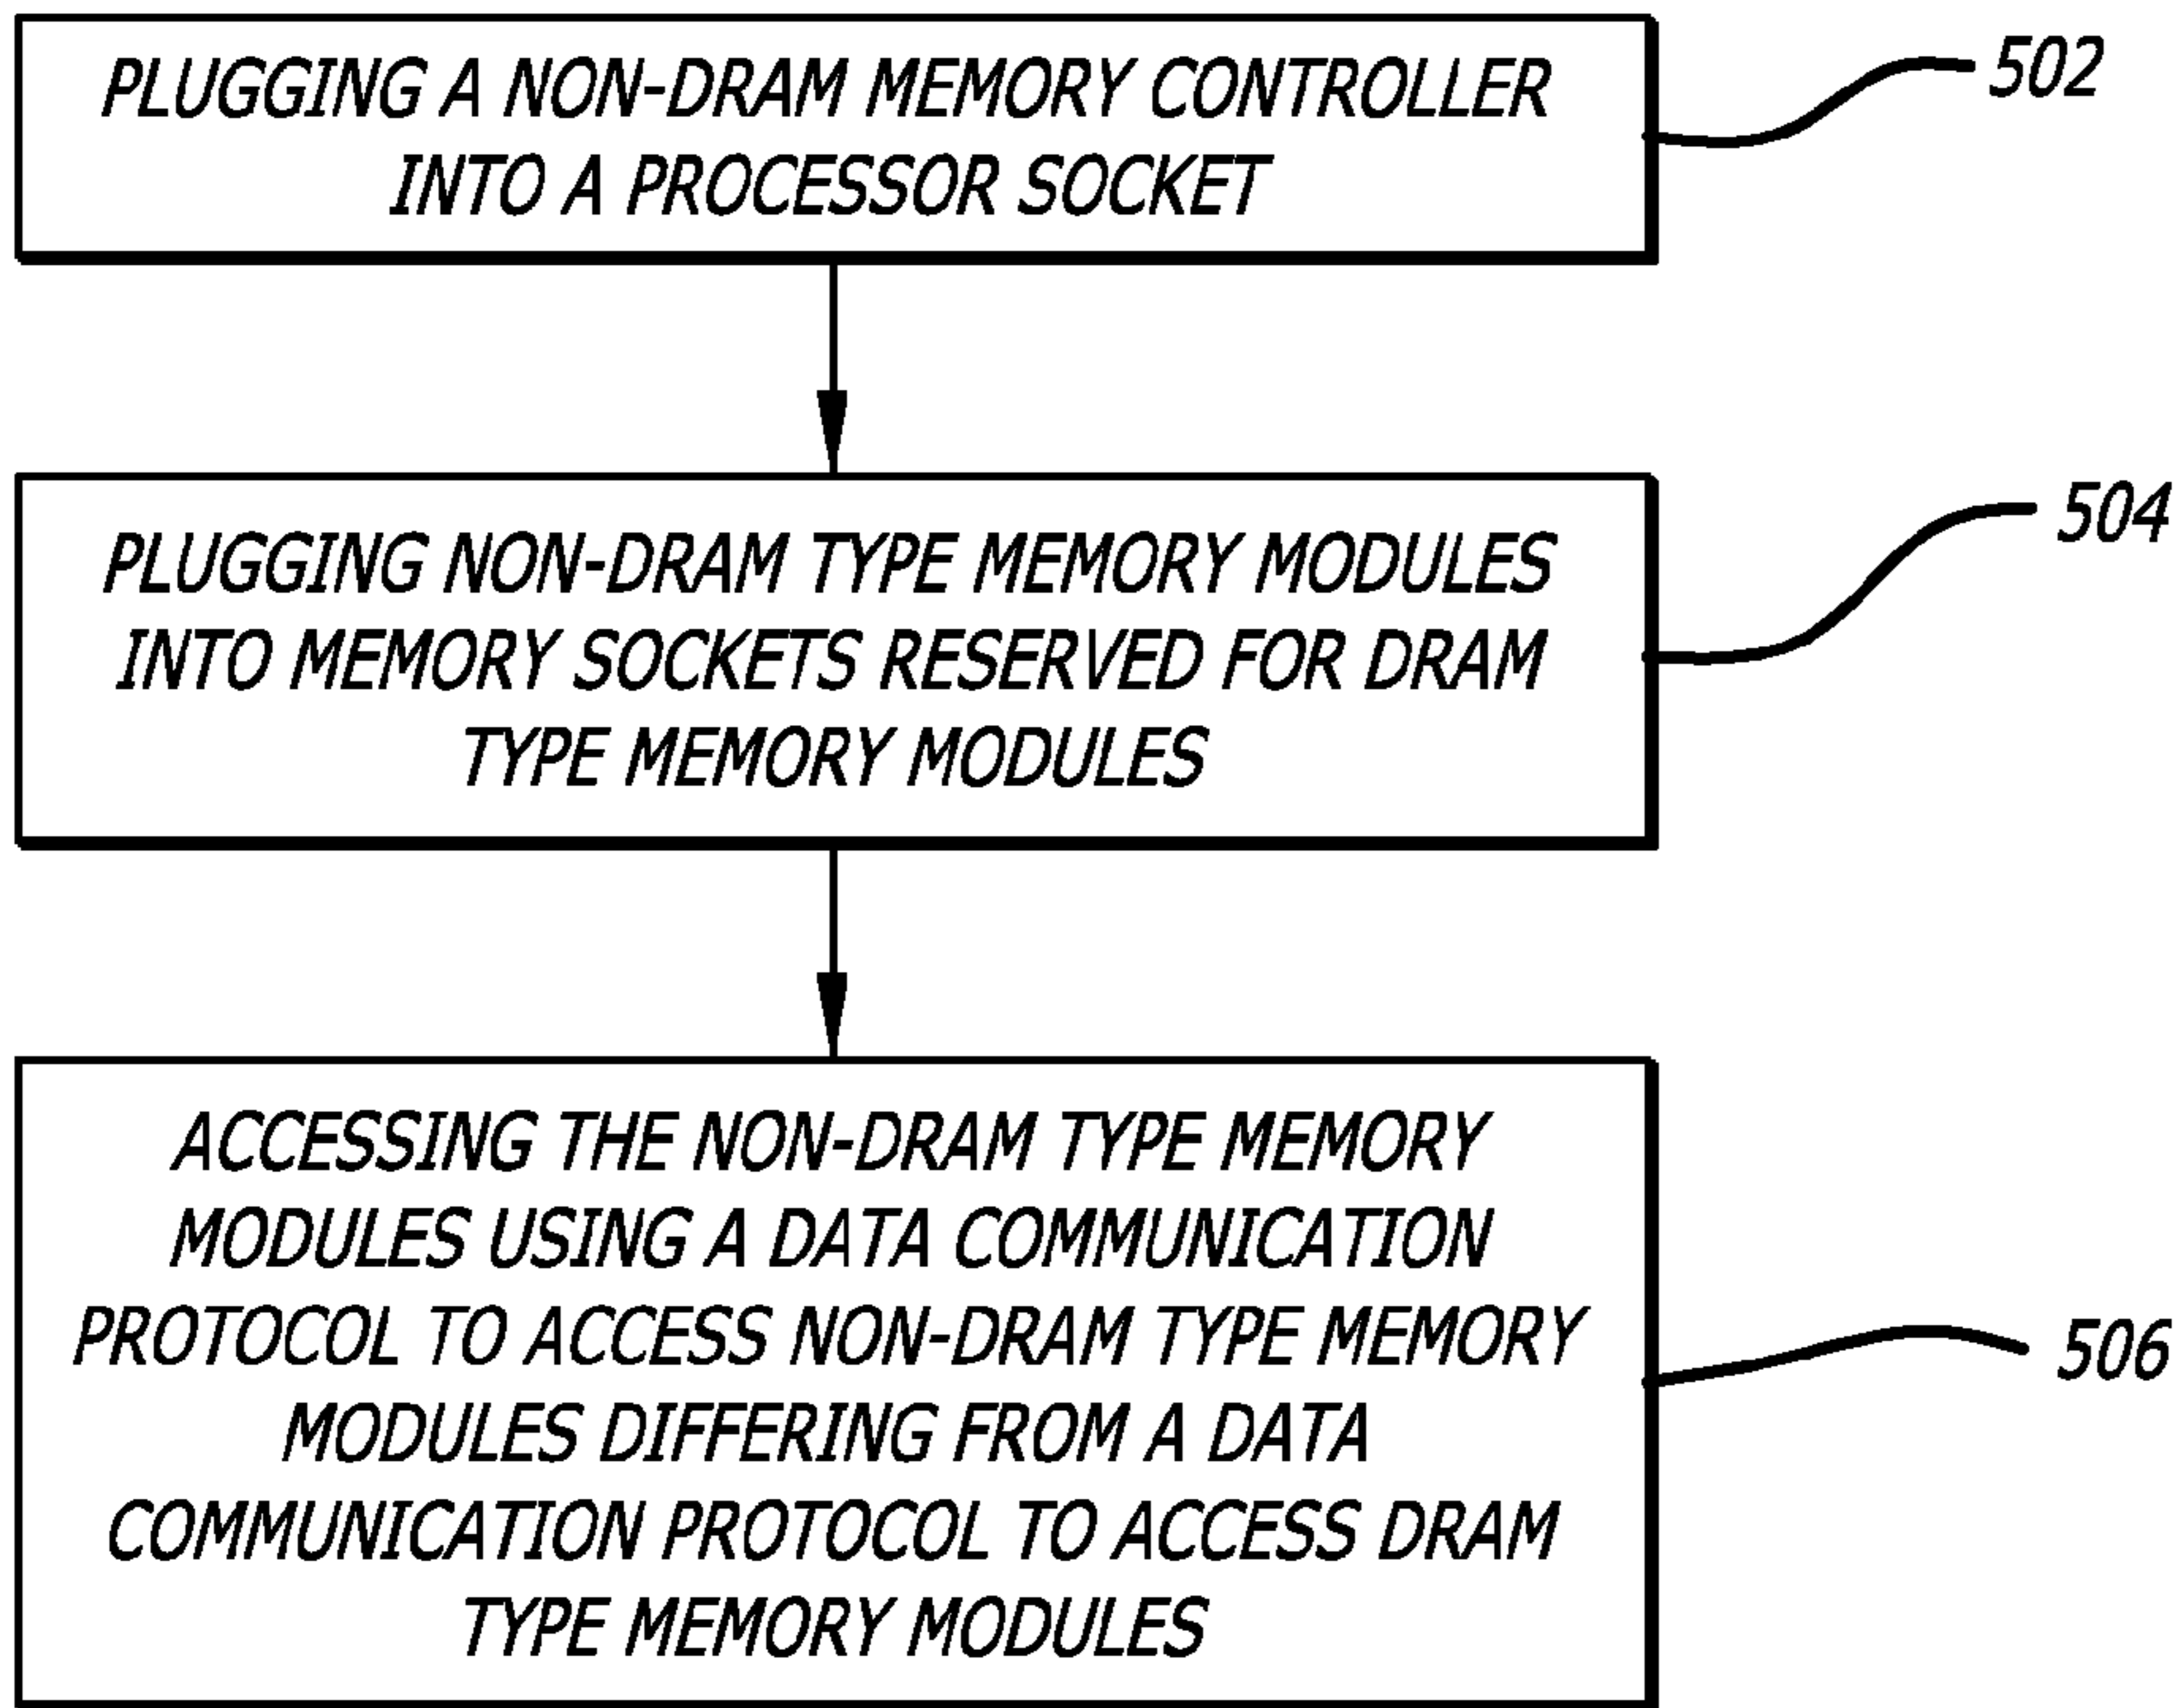 PLUGGING A NON-DRAM MEMORY CONTROLLER
INTO A PROCESSOR SOCKET
502
PLUGGING NON-DRAM TYPE MEMORY MODULES
INTO MEMORY SOCKETS RESERVED FOR DRAM
TYPE MEMORY MODULES
504
ACCESSING THE NON-DRAM TYPE MEMORY
MODULES USING A DATA COMMUNICATION
PROTOCOL TO ACCESS NON-DRAM TYPE MEMORY
MODULES DIFFERING FROM A DATA
COMMUNICATION PROTOCOL TO ACCESS DRAM
TYPE MEMORY MODULES
506